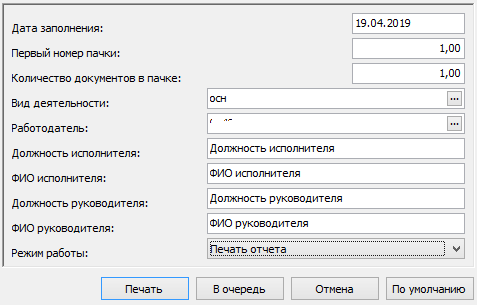 Дата заполнения: 19.04.2019
Первый номер пачки: 1,00
Количество документов в пачке: 1,00
Вид деятельности: осн ...
Работодатель: ...
Должность исполнителя: Должность исполнителя
ФИО исполнителя: ФИО исполнителя
Должность руководителя: Должность руководителя
ФИО руководителя: ФИО руководителя
Режим работы: Печать отчета
Печать В очередь Отмена По умолчанию